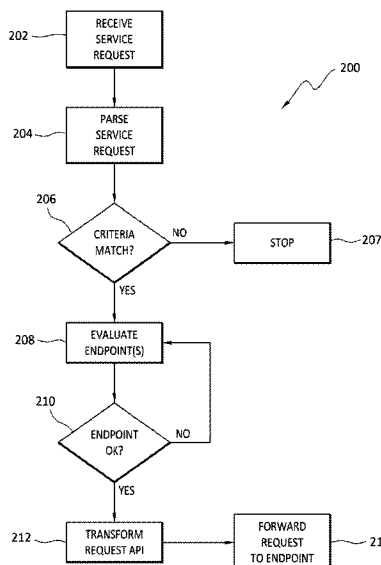 202
RECEIVE
SERVICE
REQUEST
200
204
PARSE
SERVICE
REQUEST
206
CRITERIA
MATCH?
NO
STOP
207
YES
208
EVALUATE
ENDPOINT(S)
210
ENDPOINT
OK?
NO
YES
212
TRANSFORM
REQUEST API
FORWARD
REQUEST
TO ENDPOINT